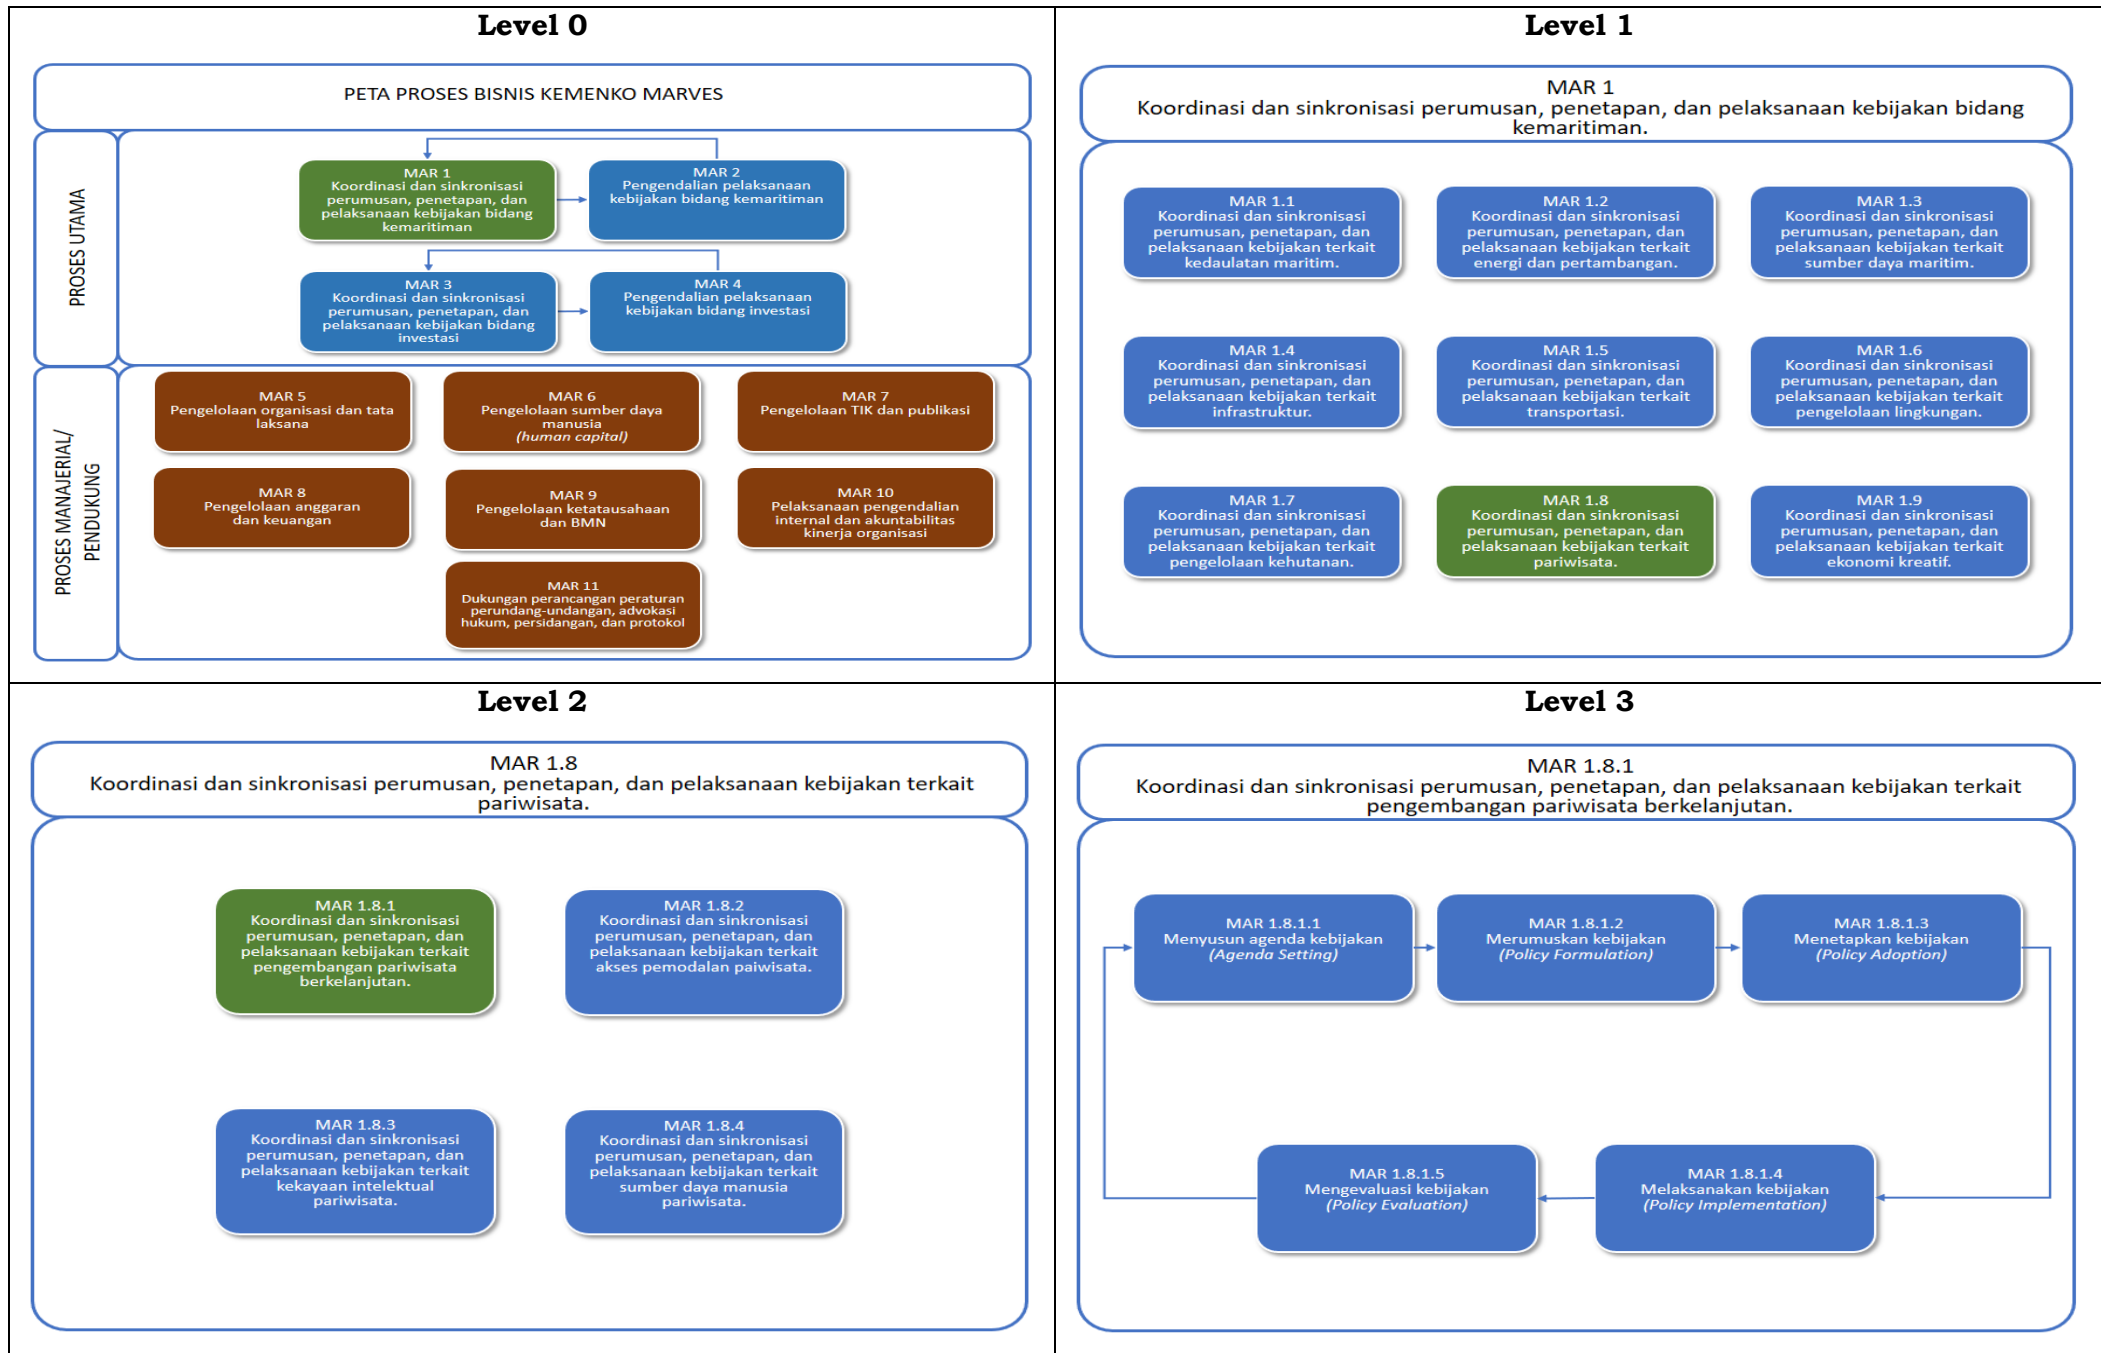 Level 0
PETA PROSES BISNIS KEMENKO MARVES
PROSES UTAMA
MAR 1
Koordinasi dan sinkronisasi
perumusan, penetapan, dan
pelaksanaan kebijakan bidang
kemaritiman
MAR 2
Pengendalian pelaksanaan
kebijakan bidang kemaritiman
MAR 3
Koordinasi dan sinkronisasi
perumusan, penetapan, dan
pelaksanaan kebijakan bidang
investasi
MAR 4
Pengendalian pelaksanaan
kebijakan bidang investasi
PROSES MANAJERIAL/
PENDUKUNG
MAR 5
Pengelolaan organisasi dan tata
laksana
MAR 6
Pengelolaan sumber daya
manusia
(human capital)
MAR 7
Pengelolaan TIK dan publikasi
MAR 8
Pengelolaan anggaran
dan keuangan
MAR 9
Pengelolaan ketatausahaan
dan BMN
MAR 10
Pelaksanaan pengendalian
internal dan akuntabilitas
kinerja organisasi
MAR 11
Dukungan perancangan peraturan
perundang-undangan, advokasi
hukum, persidangan, dan protokol
Level 1
MAR 1
Koordinasi dan sinkronisasi perumusan, penetapan, dan pelaksanaan kebijakan bidang
kemaritiman.
MAR 1.1
Koordinasi dan sinkronisasi
perumusan, penetapan, dan
pelaksanaan kebijakan terkait
kedaulatan maritim.
MAR 1.2
Koordinasi dan sinkronisasi
perumusan, penetapan, dan
pelaksanaan kebijakan terkait
energi dan pertambangan.
MAR 1.3
Koordinasi dan sinkronisasi
perumusan, penetapan, dan
pelaksanaan kebijakan terkait
sumber daya maritim.
MAR 1.4
Koordinasi dan sinkronisasi
perumusan, penetapan, dan
pelaksanaan kebijakan terkait
infrastruktur.
MAR 1.5
Koordinasi dan sinkronisasi
perumusan, penetapan, dan
pelaksanaan kebijakan terkait
transportasi.
MAR 1.6
Koordinasi dan sinkronisasi
perumusan, penetapan, dan
pelaksanaan kebijakan terkait
pengelolaan lingkungan.
MAR 1.7
Koordinasi dan sinkronisasi
perumusan, penetapan, dan
pelaksanaan kebijakan terkait
pengelolaan kehutanan.
MAR 1.8
Koordinasi dan sinkronisasi
perumusan, penetapan, dan
pelaksanaan kebijakan terkait
pariwisata.
MAR 1.9
Koordinasi dan sinkronisasi
perumusan, penetapan, dan
pelaksanaan kebijakan terkait
ekonomi kreatif.
Level 2
MAR 1.8
Koordinasi dan sinkronisasi perumusan, penetapan, dan pelaksanaan kebijakan terkait
pariwisata.
MAR 1.8.1
Koordinasi dan sinkronisasi
perumusan, penetapan, dan
pelaksanaan kebijakan terkait
pengembangan pariwisata
berkelanjutan.
MAR 1.8.2
Koordinasi dan sinkronisasi
perumusan, penetapan, dan
pelaksanaan kebijakan terkait
akses pemodalan paiwisata.
MAR 1.8.3
Koordinasi dan sinkronisasi
perumusan, penetapan, dan
pelaksanaan kebijakan terkait
kekayaan intelektual
pariwisata.
MAR 1.8.4
Koordinasi dan sinkronisasi
perumusan, penetapan, dan
pelaksanaan kebijakan terkait
sumber daya manusia
pariwisata.
Level 3
MAR 1.8.1
Koordinasi dan sinkronisasi perumusan, penetapan, dan pelaksanaan kebijakan terkait
pengembangan pariwisata berkelanjutan.
MAR 1.8.1.1
Menyusun agenda kebijakan
(Agenda Setting)
MAR 1.8.1.2
Merumuskan kebijakan
(Policy Formulation)
MAR 1.8.1.3
Menetapkan kebijakan
(Policy Adoption)
MAR 1.8.1.5
Mengevaluasi kebijakan
(Policy Evaluation)
MAR 1.8.1.4
Melaksanakan kebijakan
(Policy Implementation)